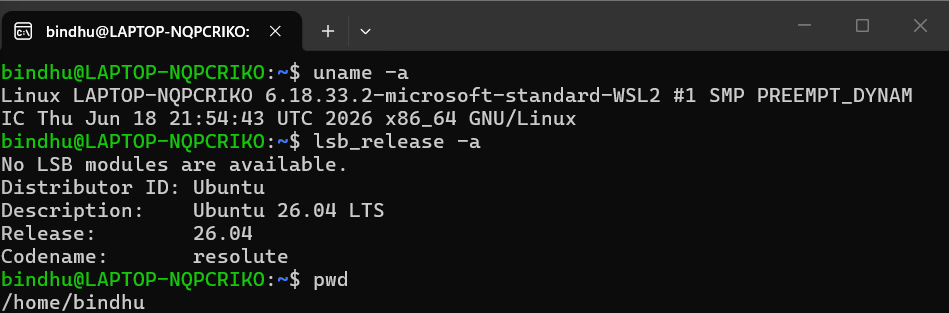 bindhu@LAPTOP-NQPCRIKO:
bindhu@LAPTOP-NQPCRIKO:~$ uname -a
Linux LAPTOP-NQPCRIKO 6.18.33.2-microsoft-standard-WSL2 #1 SMP PREEMPT_DYNAM
IC Thu Jun 18 21:54:43 UTC 2026 x86_64 GNU/Linux
bindhu@LAPTOP-NQPCRIKO:~$ lsb_release -a
No LSB modules are available.
Distributor ID: Ubuntu
Description:    Ubuntu 26.04 LTS
Release:        26.04
Codename:       resolute
bindhu@LAPTOP-NQPCRIKO:~$ pwd
/home/bindhu